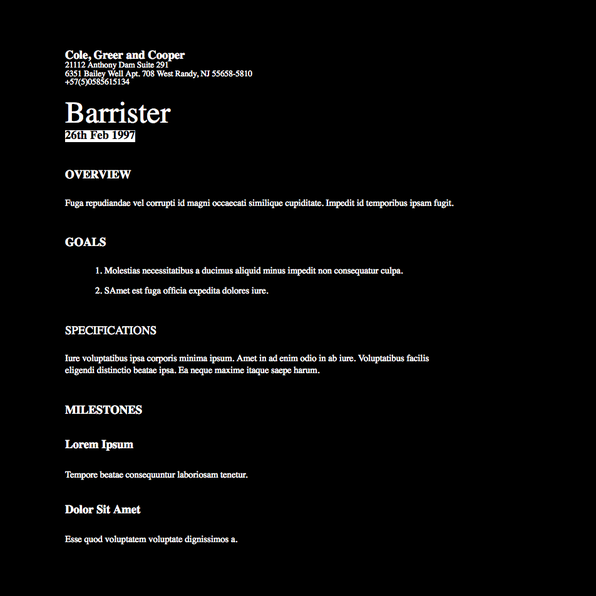 Cole, Greer and Cooper
21112 Anthony Dam Suite 291
6351 Bailey Well Apt. 708 West Randy, NJ 55658-5810
+57(5)0585615134
Barrister
26th Feb 1997
OVERVIEW
Fuga repudiandae vel corrupti id magni occaecati similique cupiditate. Impedit id temporibus ipsam fugit.
GOALS
1. Molestias necessitatibus a ducimus aliquid minus impedit non consequatur culpa.
2. SAmet est fuga officia expedita dolores iure.
SPECIFICATIONS
Iure voluptatibus ipsa corporis minima ipsum. Amet in ad enim odio in ab iure. Voluptatibus facilis
eligendi distinctio beatae ipsa. Ea neque maxime itaque saepe harum.
MILESTONES
Lorem Ipsum
Tempore beatae consequuntur laboriosam tenetur.
Dolor Sit Amet
Esse quod voluptatem voluptate dignissimos a.